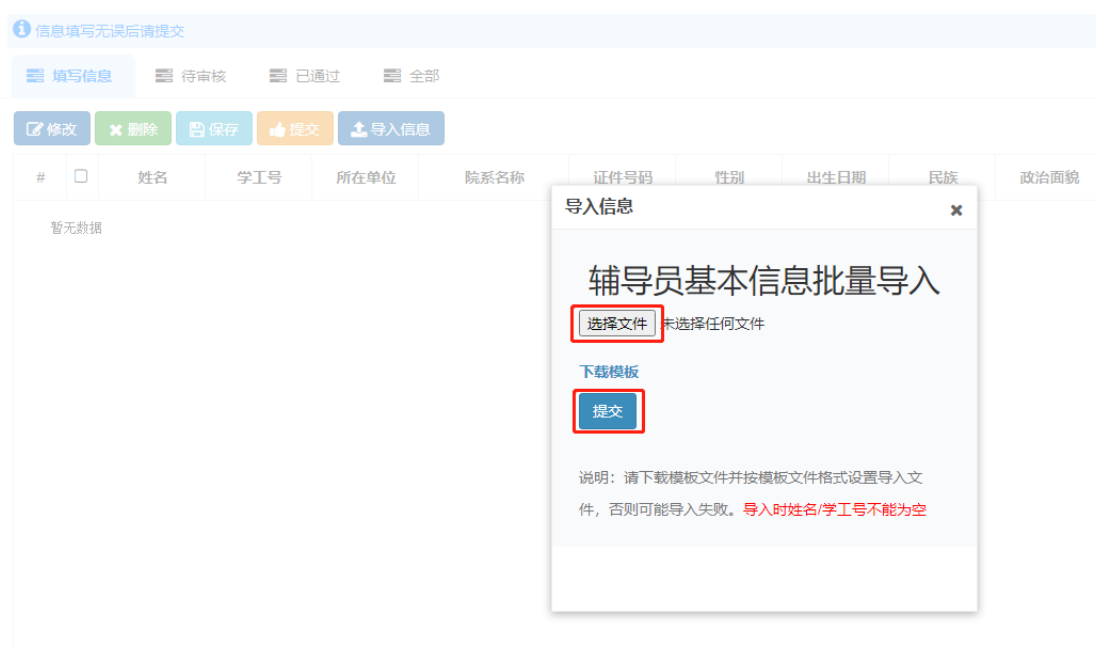 信息填写无误后请提交
填写信息 待审核 已通过 全部
修改 删除 保存 提交 导入信息
# 姓名 学工号 所在单位 院系名称 证件号码 性别 出生日期 民族 政治面貌
暂无数据
导入信息
辅导员基本信息批量导入
选择文件 未选择任何文件
下载模板
提交
说明：请下载模板文件并按模板文件格式设置导入文
件，否则可能导入失败。导入时姓名/学工号不能为空